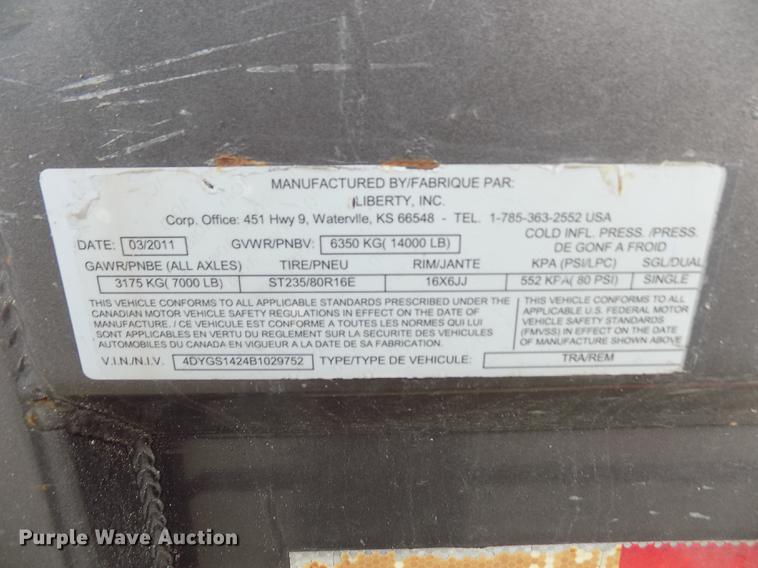 MANUFACTURED BY/FABRIQUE PAR:
LIBERTY, INC.
Corp. Office: 451 Hwy 9, Watervlle, KS 66548 - TEL. 1-785-363-2552 USA
DATE: 03/2011 GVWR/PNBV: 6350 KG( 14000 LB) COLD INFL. PRESS. /PRESS. DE GONF A FROID
GAWR/PNBE (ALL AXLES) TIRE/PNEU RIM/JANTE KPA (PSI/LPC) SGL/DUAL
3175 KG( 7000 LB) ST235/80R16E 16X6JJ 552 KPA( 80 PSI) SINGLE
THIS VEHICLE CONFORMS TO ALL APPLICABLE STANDARDS PRESCRIBED UNDER THE
CANADIAN MOTOR VEHICLE SAFETY REGULATIONS IN EFFECT ON THE DATE OF
MANUFACTURE. / CE VEHICULE EST CONFORME A TOUTES LES NORMES QUI LUI
SONT APPLICABLES EN VERTU DU REGLEMENT SUR LA SECURITE DES VEHICULES
AUTOMOBILES DU CANADA EN VIGUEUR A LA DATE DE SA FABRICATION.
THIS VEHICLE CONFORMS TO ALL
APPLICABLE U.S. FEDERAL MOTOR
VEHICLE SAFETY STANDARDS
(FMVSS) IN EFFECT ON THE DATE
OF MANUFACTURE SHOWN ABOVE
V.I.N./N.I.V. 4DYGS1424B1029752 TYPE/TYPE DE VEHICULE: TRA/REM
Purple Wave Auction